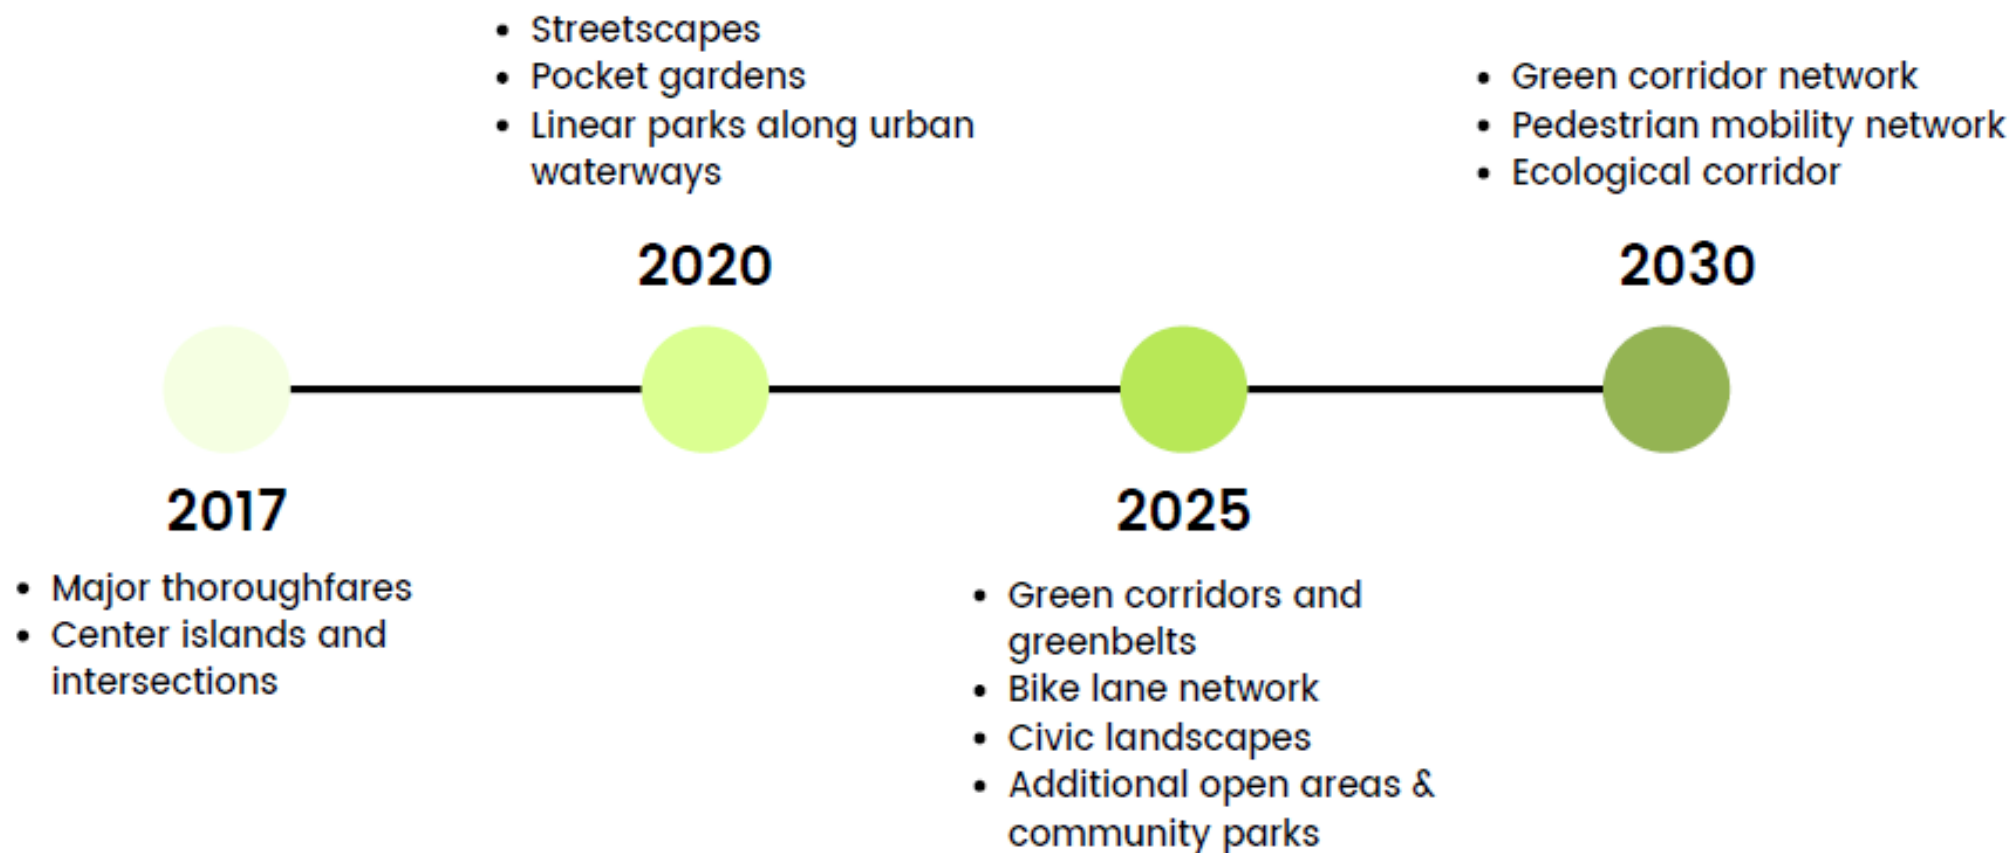 2017
• Major thoroughfares
• Center islands and
intersections
• Streetscapes
• Pocket gardens
• Linear parks along urban
waterways
2020
2025
• Green corridors and
greenbelts
• Bike lane network
• Civic landscapes
• Additional open areas &
community parks
• Green corridor network
• Pedestrian mobility network
• Ecological corridor
2030